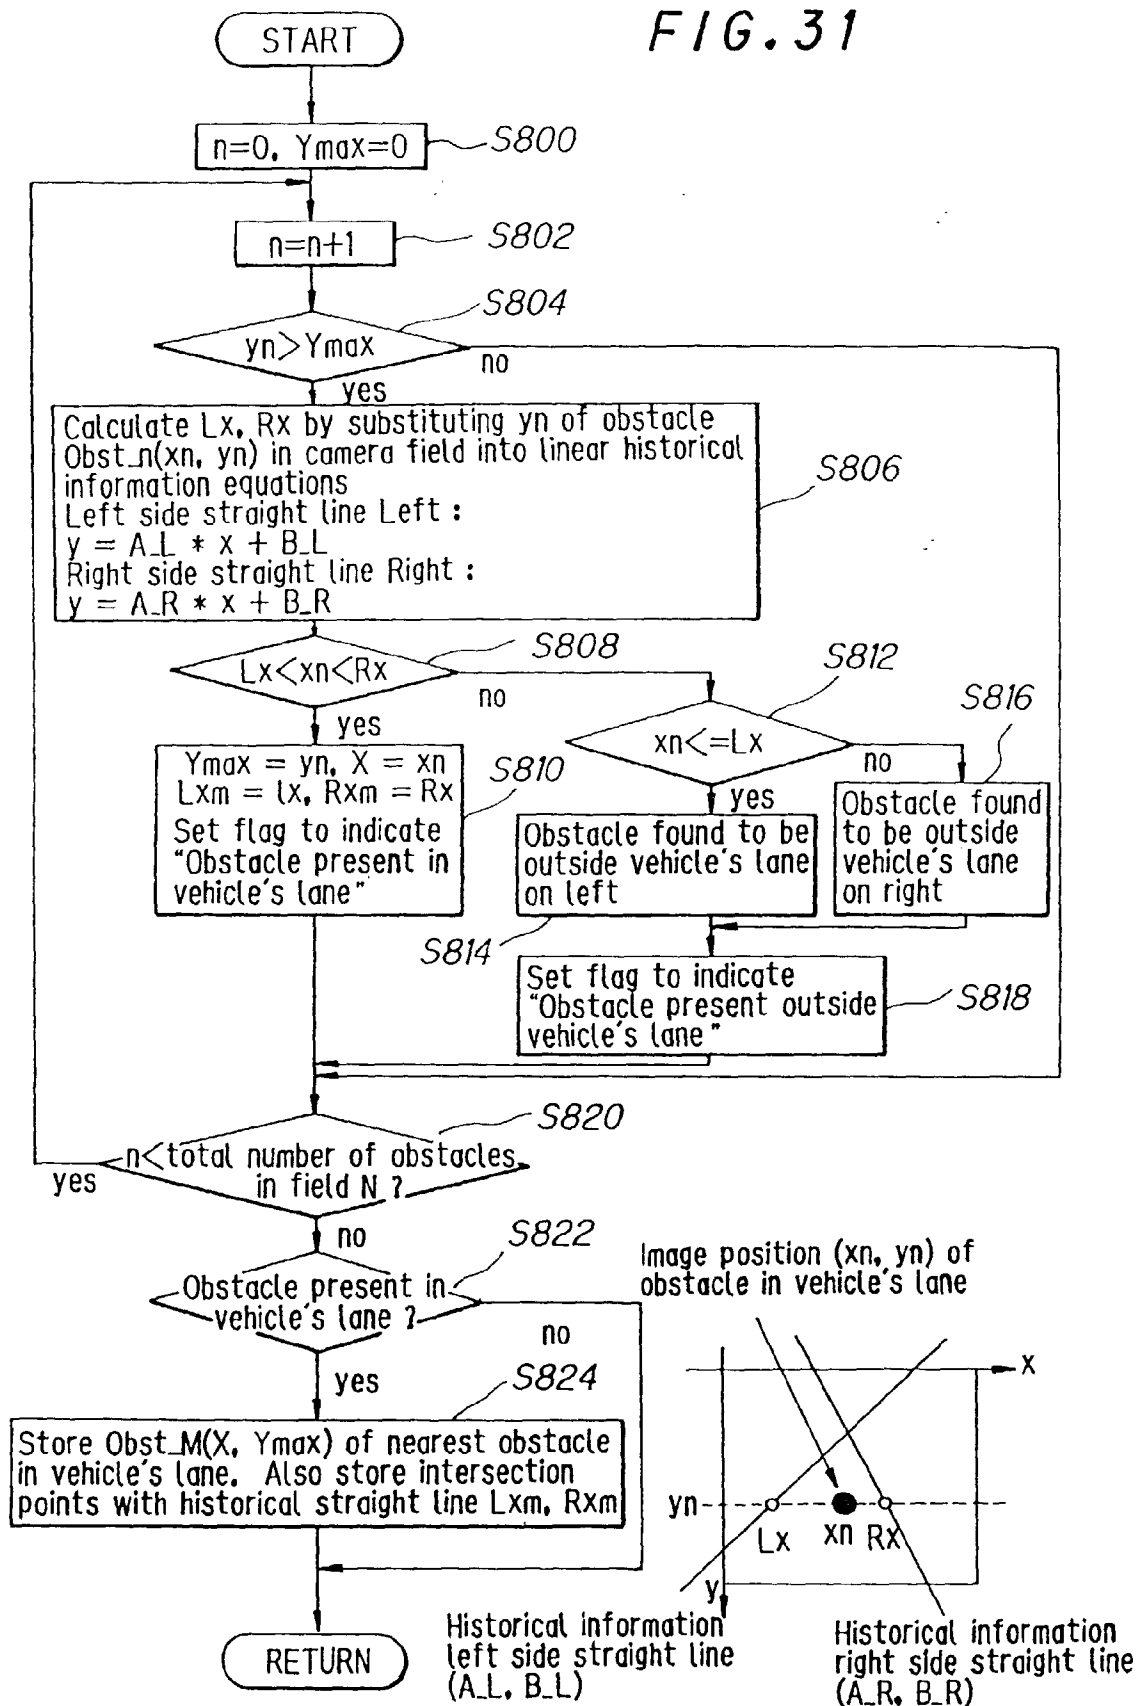 FIG.31
START
n=0, Ymax=0
S800
n=n+1
S802
S804
yn>Ymax
no
yes
Calculate Lx, Rx by substituting yn of obstacle
Obst_n(xn, yn) in camera field into linear historical
information equations
Left side straight line Left :
y = A_L * x + B_L
Right side straight line Right :
y = A_R * x + B_R
S806
S808
Lx<xn<Rx
no
yes
S812
xn<=Lx
no
yes
S816
Ymax = yn, X = xn
Lxm = lx, Rxm = Rx
Set flag to indicate
"Obstacle present in
vehicle's lane"
S810
Obstacle found to be
outside vehicle's lane
on left
S814
Obstacle found
to be outside
vehicle's lane
on right
Set flag to indicate
"Obstacle present outside
vehicle's lane"
S818
S820
n<total number of obstacles
in field N ?
yes
no
S822
Obstacle present in
vehicle's lane ?
no
yes
S824
Store Obst_M(X, Ymax) of nearest obstacle
in vehicle's lane. Also store intersection
points with historical straight line Lxm, Rxm
RETURN
Image position (xn, yn) of
obstacle in vehicle's lane
x
yn
Lx
xn
Rx
y
Historical information
left side straight line
(A_L, B_L)
Historical information
right side straight line
(A_R, B_R)